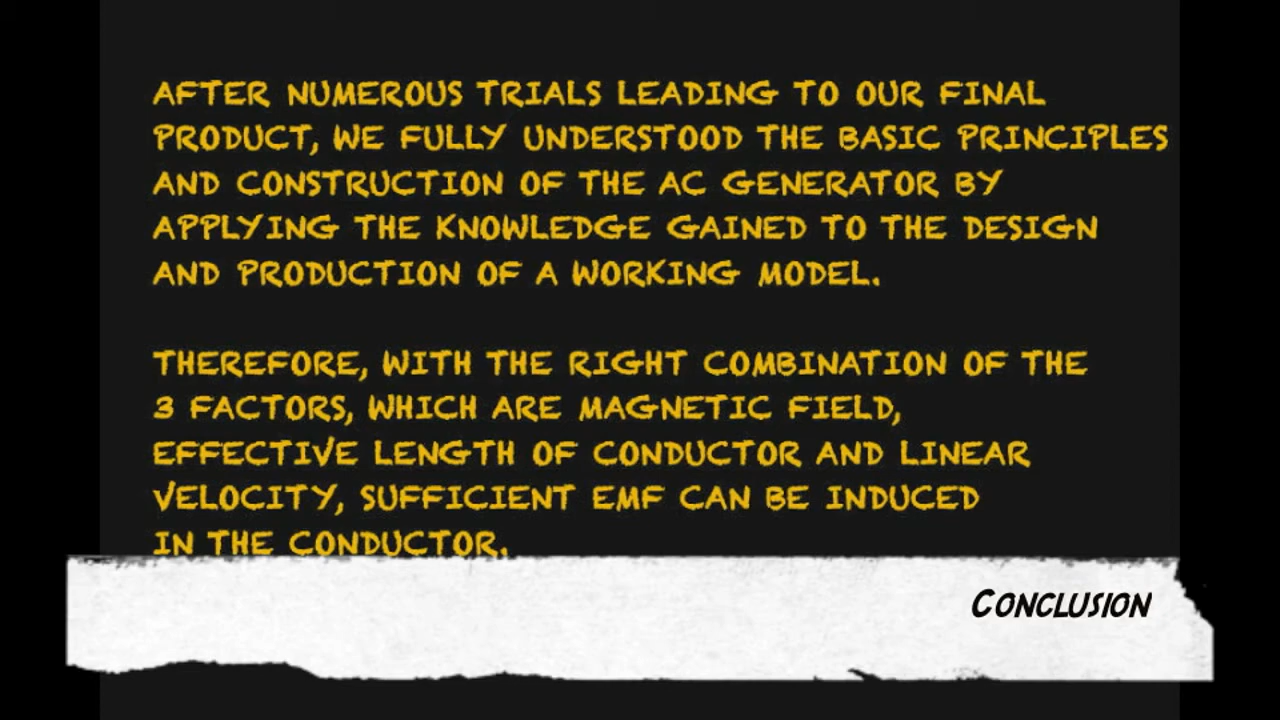 AFTER NUMEROUS TRIALS LEADING TO OUR FINAL
PRODUCT, WE FULLY UNDERSTOOD THE BASIC PRINCIPLES
AND CONSTRUCTION OF THE AC GENERATOR BY
APPLYING THE KNOWLEDGE GAINED TO THE DESIGN
AND PRODUCTION OF A WORKING MODEL.
THEREFORE, WITH THE RIGHT COMBINATION OF THE
3 FACTORS, WHICH ARE MAGNETIC FIELD,
EFFECTIVE LENGTH OF CONDUCTOR AND LINEAR
VELOCITY, SUFFICIENT EMF CAN BE INDUCED
IN THE CONDUCTOR.
CONCLUSION